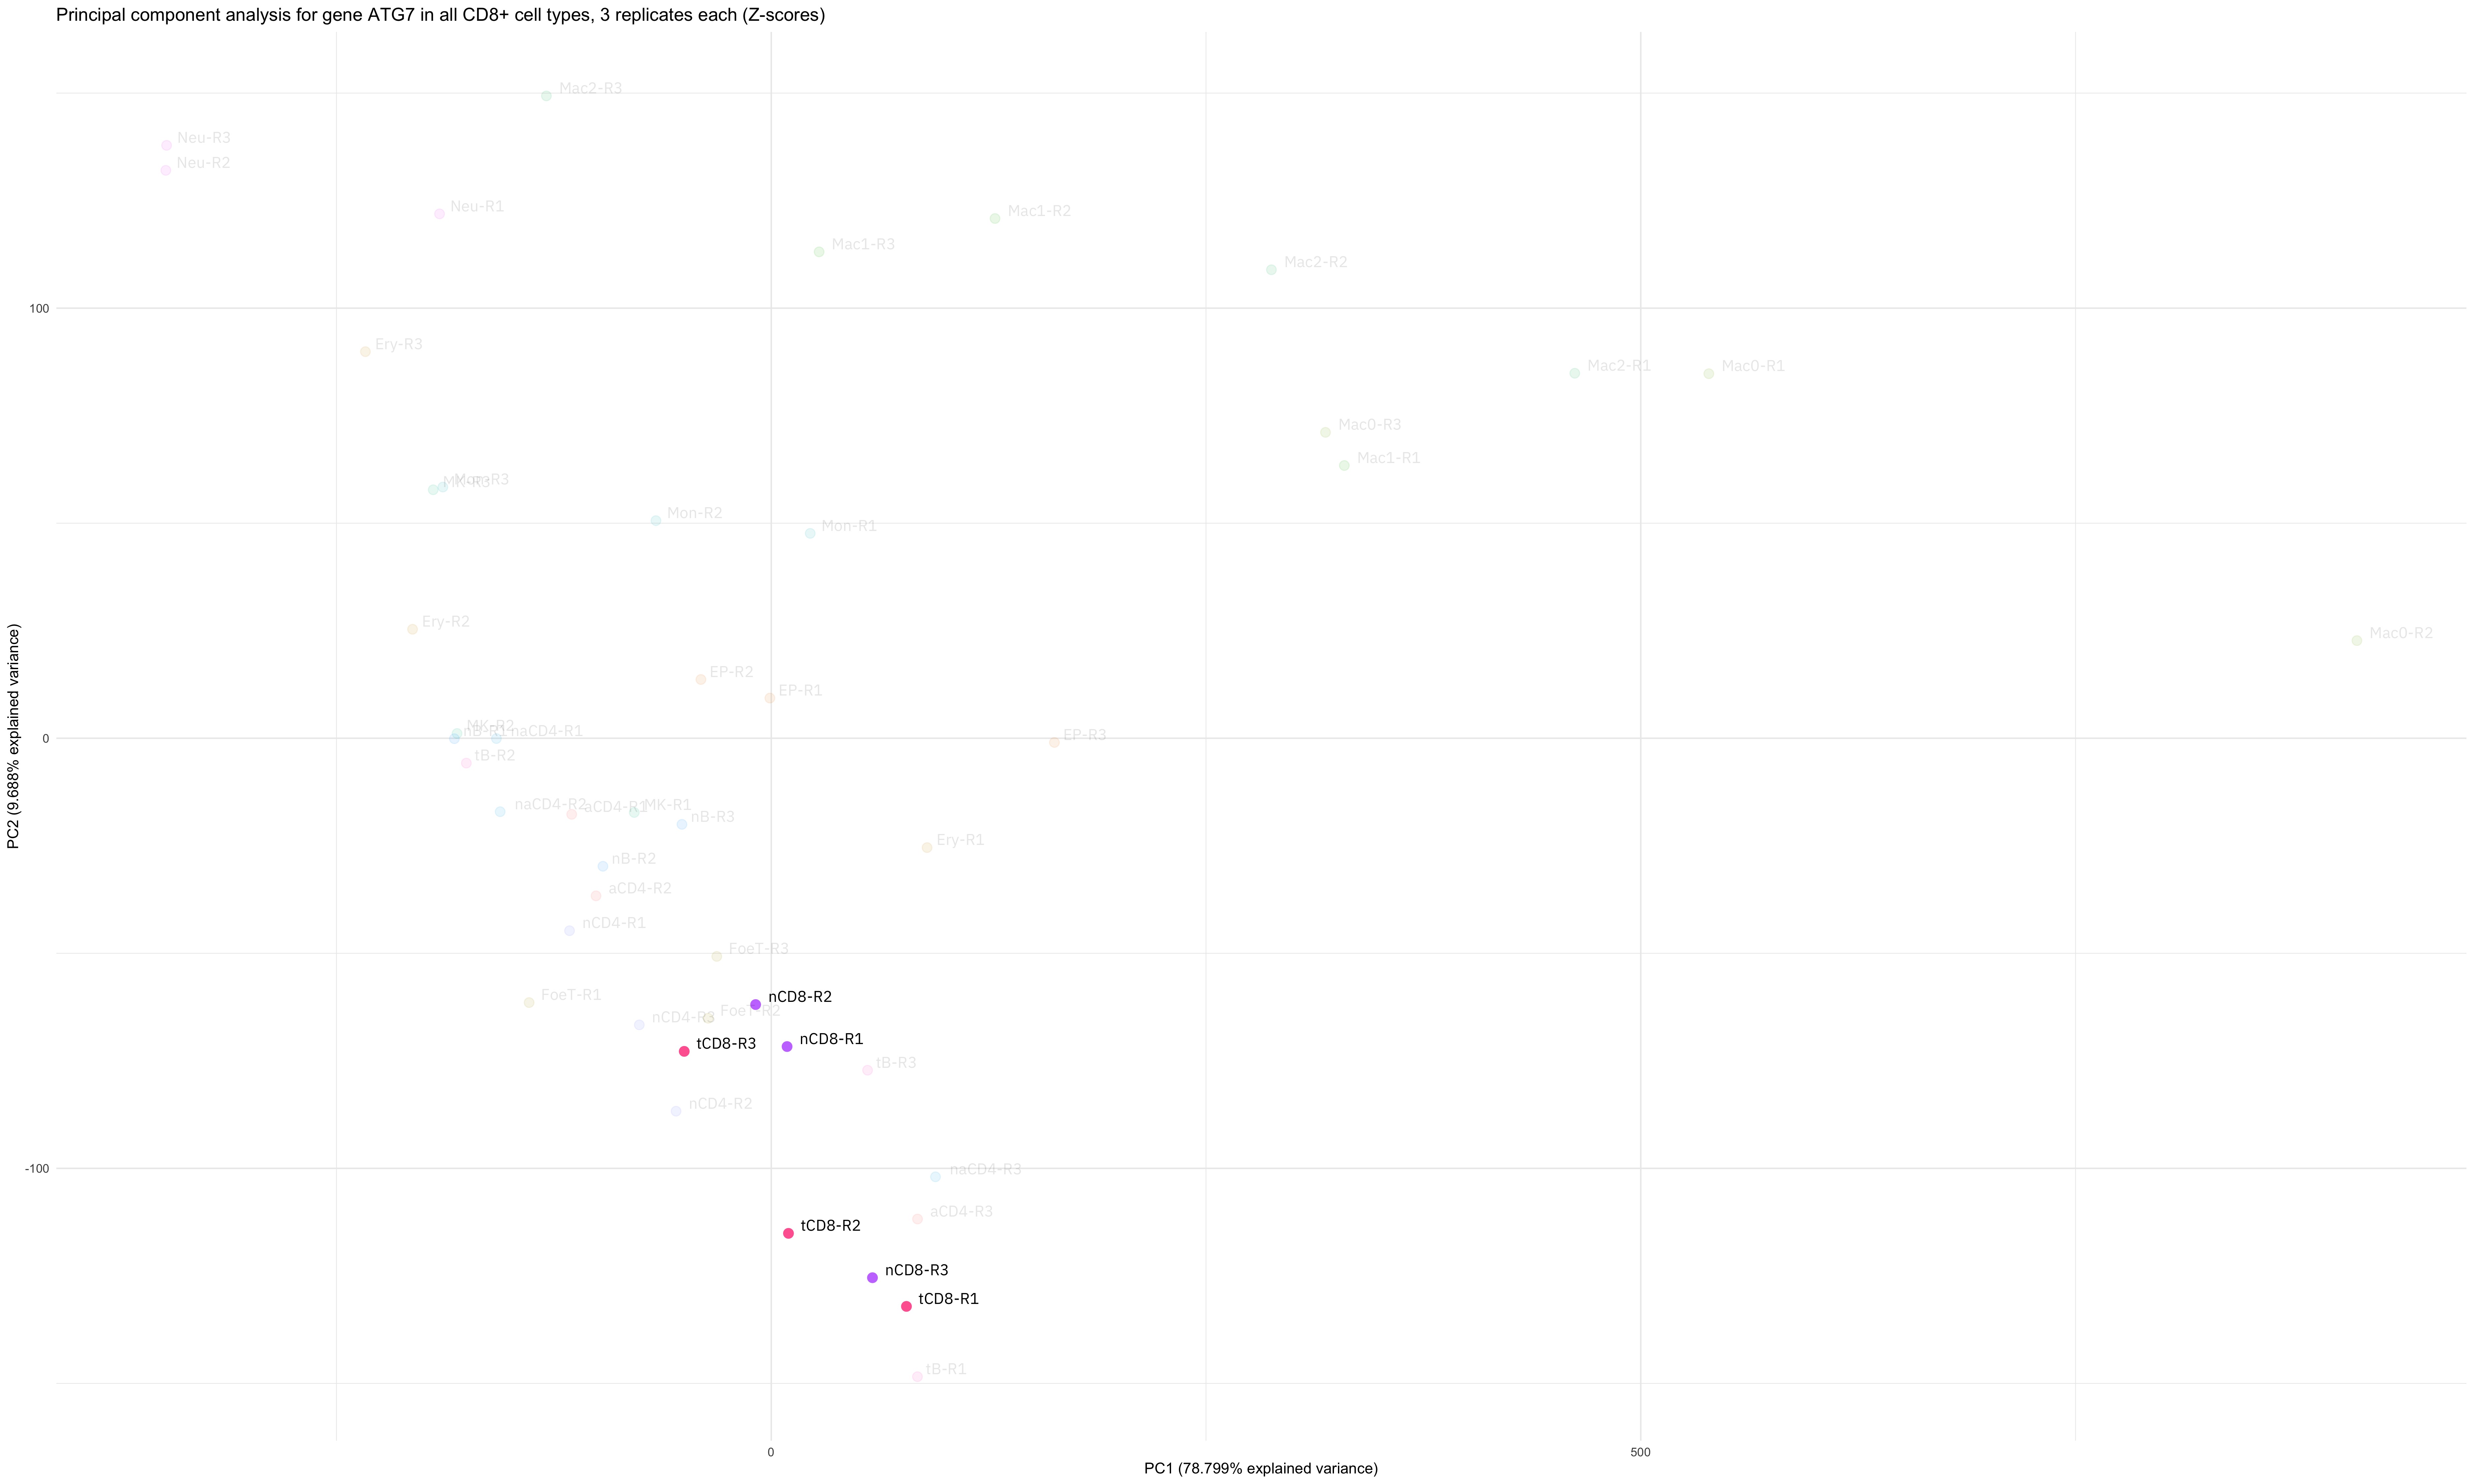 Principal component analysis for gene ATG7 in all CD8+ cell types, 3 replicates each (Z-scores)
Mac2-R3
Neu-R3
Neu-R2
Neu-R1
Mac1-R2
Mac1-R3
Mac2-R2
100
Ery-R3
Mac2-R1
Mac0-R1
Mac0-R3
Mac1-R1
Mon-R3
MK-R3
Mon-R2
Mon-R1
Ery-R2
Mac0-R2
EP-R2
EP-R1
MK-R2
nB-R1
naCD4-R1
EP-R3
0
tB-R2
naCD4-R2
aCD4-R1
MK-R1
nB-R3
Ery-R1
nB-R2
aCD4-R2
nCD4-R1
FoeT-R3
FoeT-R1
nCD8-R2
FoeT-R2
nCD4-R3
nCD8-R1
tCD8-R3
tB-R3
nCD4-R2
-100
naCD4-R3
aCD4-R3
tCD8-R2
nCD8-R3
tCD8-R1
tB-R1
PC2 (9.688% explained variance)
0
500
PC1 (78.799% explained variance)